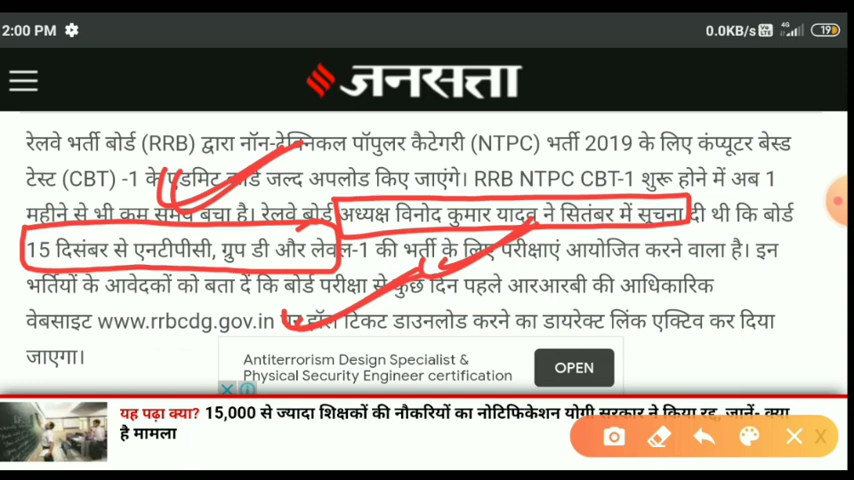 2:00 PM
0.0KB/s VoLTE 4G 19
जनसत्ता
रेलवे भर्ती बोर्ड (RRB) द्वारा नॉन-टेक्निकल पॉपुलर कैटेगरी (NTPC) भर्ती 2019 के लिए कंप्यूटर बेस्ड
टेस्ट (CBT) -1 के एडमिट कार्ड जल्द अपलोड किए जाएंगे। RRB NTPC CBT-1 शुरू होने में अब 1
महीने से भी कम समय बचा है। रेलवे बोर्ड अध्यक्ष विनोद कुमार यादव ने सितंबर में सूचना दी थी कि बोर्ड
15 दिसंबर से एनटीपीसी, ग्रुप डी और लेवल-1 की भर्ती के लिए परीक्षाएं आयोजित करने वाला है। इन
भर्तियों के आवेदकों को बता दें कि बोर्ड परीक्षा से कुछ दिन पहले आरआरबी की आधिकारिक
वेबसाइट www.rrbcdg.gov.in पर हॉल टिकट डाउनलोड करने का डायरेक्ट लिंक एक्टिव कर दिया
जाएगा।
Antiterrorism Design Specialist &
Physical Security Engineer certification
OPEN
यह पढ़ा क्या? 15,000 से ज्यादा शिक्षकों की नौकरियों का नोटिफिकेशन योगी सरकार ने किया रद्द, जानें- क्या
है मामला
X